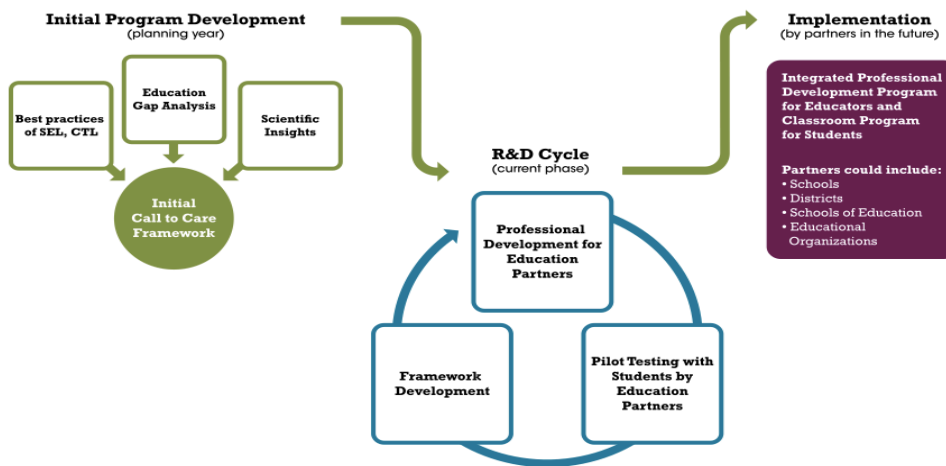 Initial Program Development
(planning year)
Best practices
of SEL, CTL
Education
Gap Analysis
Scientific
Insights
Initial
Call to Care
Framework
R&D Cycle
(current phase)
Professional
Development for
Education
Partners
Pilot Testing with
Students by
Education
Partners
Framework
Development
Implementation
(by partners in the future)
Integrated Professional
Development Program
for Educators and
Classroom Program
for Students
Partners could include:
• Schools
• Districts
• Schools of Education
• Educational
Organizations